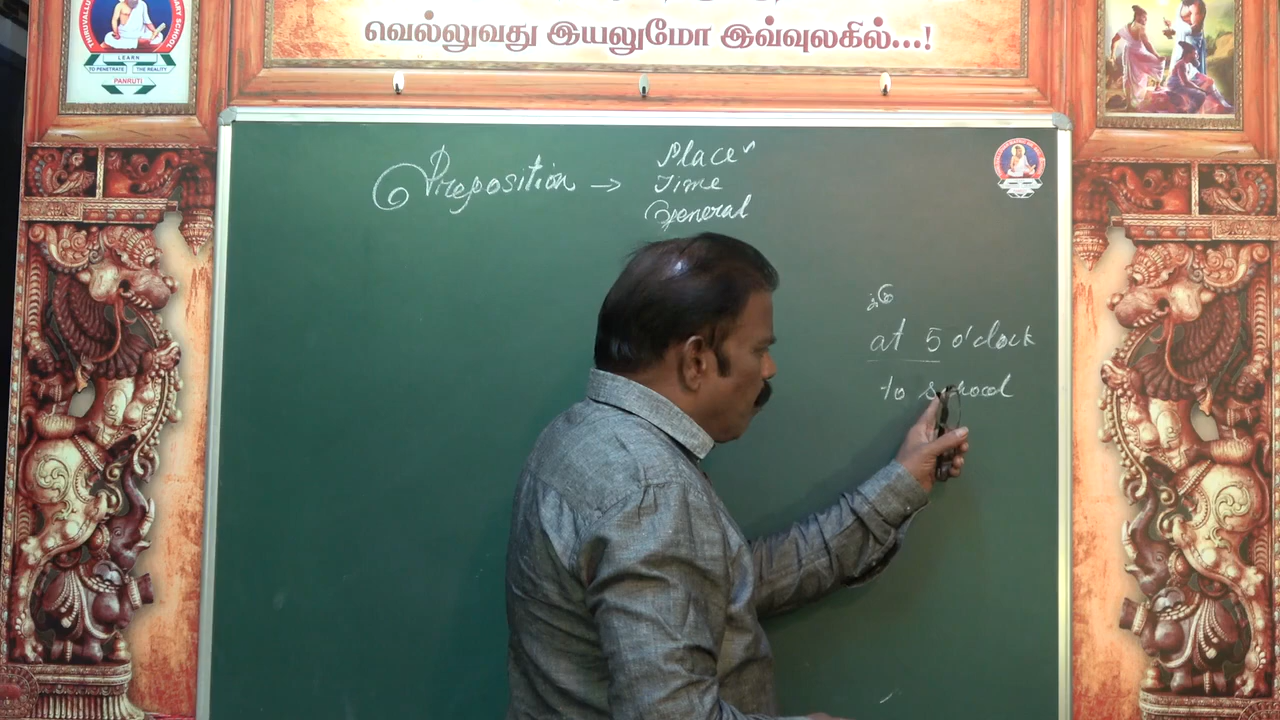 வெல்லுவது இயலுமோ இவ்வுலகில்...!
LEARN
TO PENETRATE THE REALITY
PANRUTI
Preposition → Place
Time
General
at 5 o'clock
to school